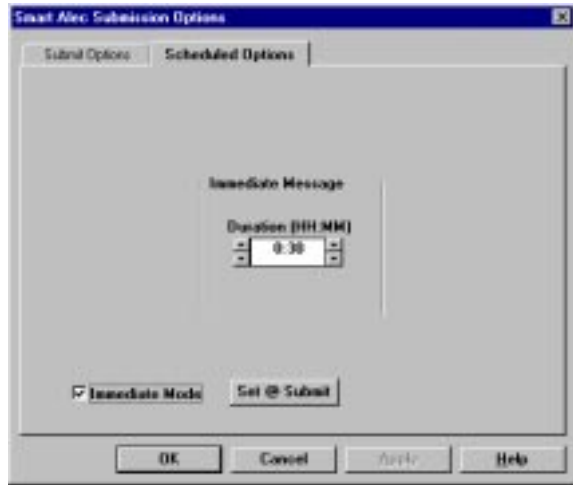 Smart Alec Submission Options
Submit Options Scheduled Options
Immediate Message
Duration (HH:MM)
0:30
Immediate Mode Set @ Submit
OK Cancel Apply Help